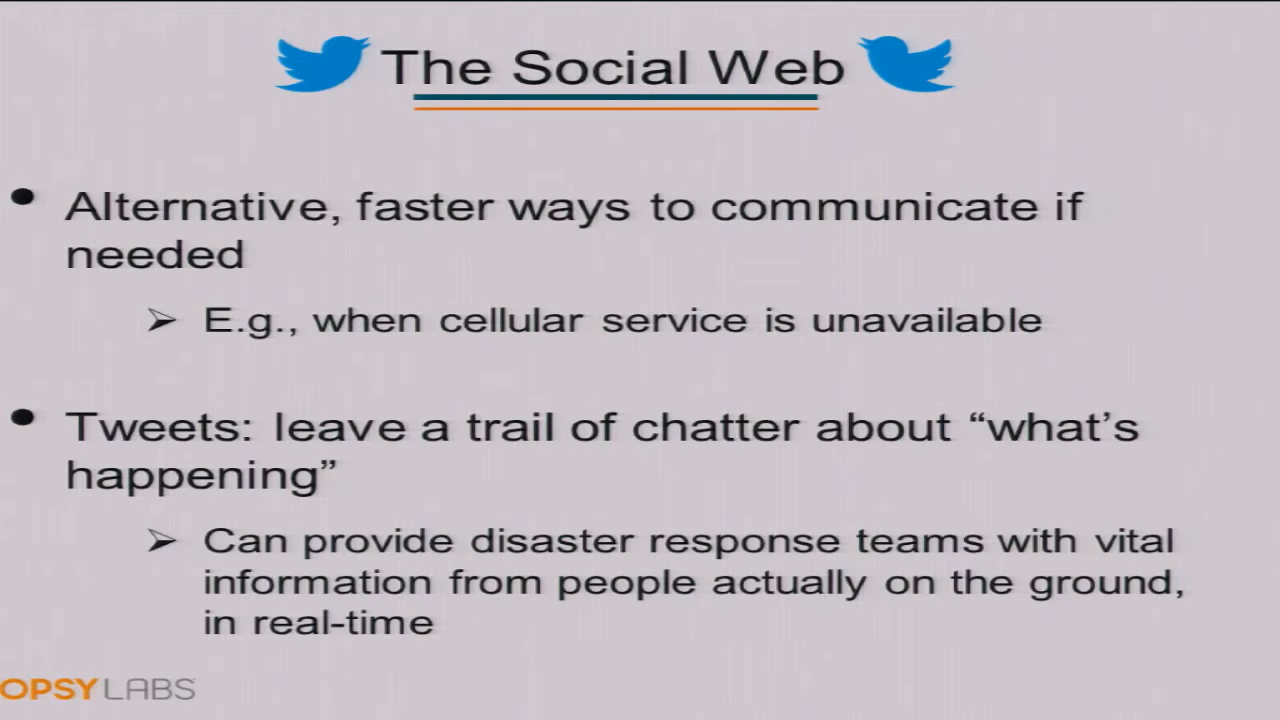 The Social Web
• Alternative, faster ways to communicate if
needed
➢ E.g., when cellular service is unavailable
• Tweets: leave a trail of chatter about “what’s
happening”
➢ Can provide disaster response teams with vital
information from people actually on the ground,
in real-time
OPSY LABS